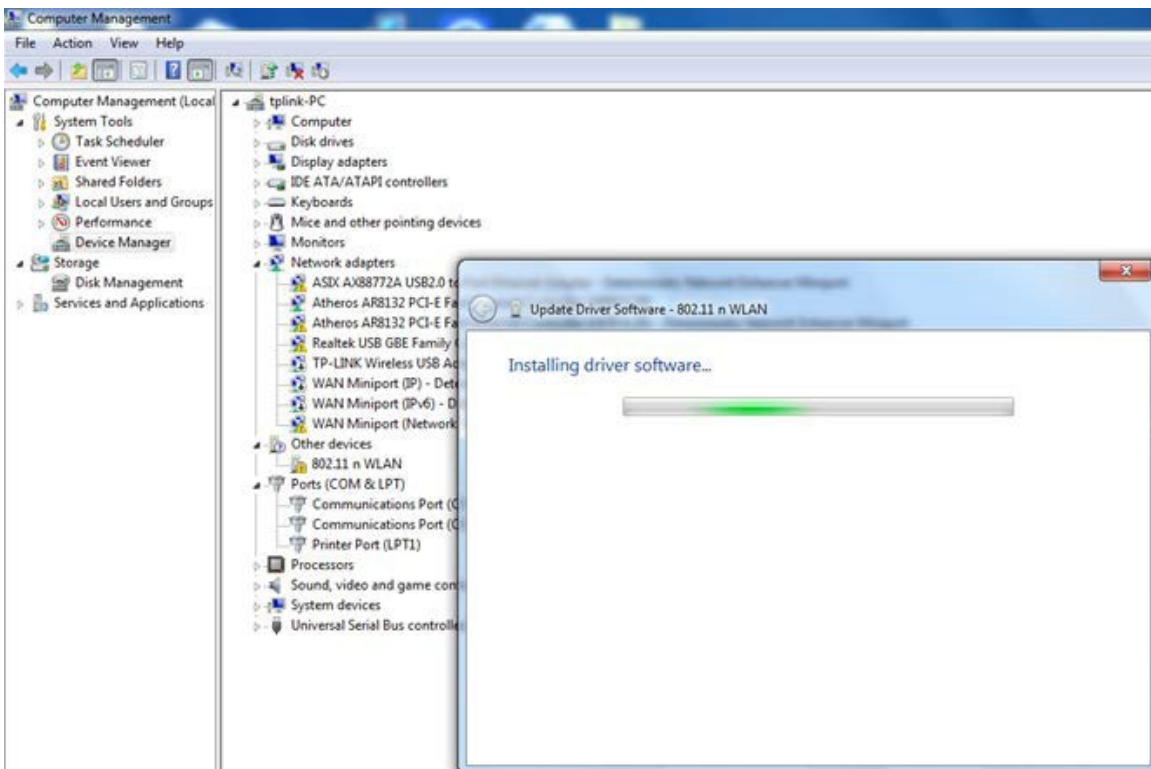 Computer Management
File Action View Help
Computer Management (Local
System Tools
Task Scheduler
Event Viewer
Shared Folders
Local Users and Groups
Performance
Device Manager
Storage
Disk Management
Services and Applications
tplink-PC
Computer
Disk drives
Display adapters
IDE ATA/ATAPI controllers
Keyboards
Mice and other pointing devices
Monitors
Network adapters
ASIX AX88772A USB2.0 to
Atheros AR8132 PCI-E Fa
Atheros AR8132 PCI-E Fa
Realtek USB GBE Family
TP-LINK Wireless USB Ad
WAN Miniport (IP) - Dete
WAN Miniport (IPv6) - D
WAN Miniport (Network
Other devices
802.11 n WLAN
Ports (COM & LPT)
Communications Port (C
Communications Port (C
Printer Port (LPT1)
Processors
Sound, video and game con
System devices
Universal Serial Bus controlle
Update Driver Software - 802.11 n WLAN
Installing driver software...